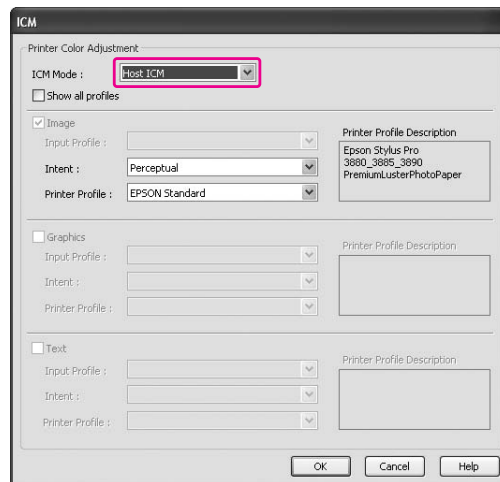 ICM
Printer Color Adjustment
ICM Mode : Host ICM
Show all profiles
Image
Input Profile :
Intent : Perceptual
Printer Profile : EPSON Standard
Printer Profile Description
Epson Stylus Pro
3880_3885_3890
PremiumLusterPhotoPaper
Graphics
Input Profile :
Intent :
Printer Profile :
Printer Profile Description
Text
Input Profile :
Intent :
Printer Profile :
Printer Profile Description
OK Cancel Help